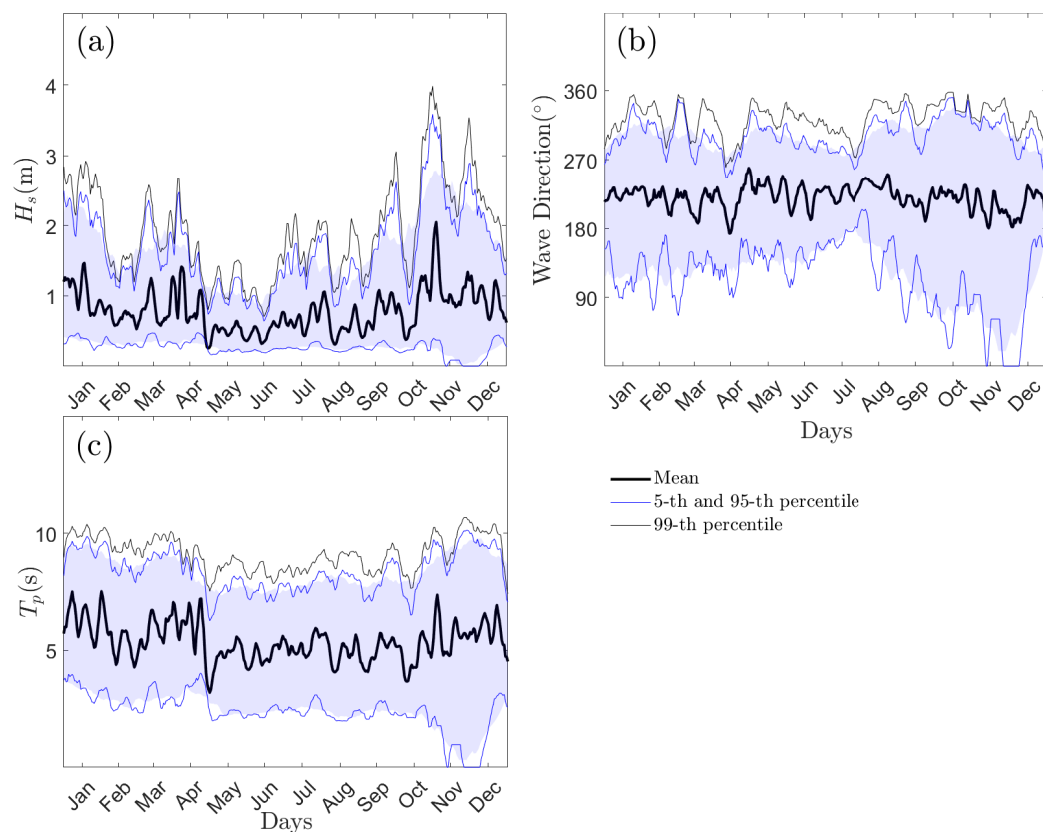 (a)
4
3
2
1
H_s(m)
Jan Feb Mar Apr May Jun Jul Aug Sep Oct Nov Dec
(b)
360
270
180
90
Wave Direction(°)
Jan Feb Mar Apr May Jun Jul Aug Sep Oct Nov Dec
Days
(c)
10
5
T_p(s)
Jan Feb Mar Apr May Jun Jul Aug Sep Oct Nov Dec
Days
Mean
5-th and 95-th percentile
99-th percentile